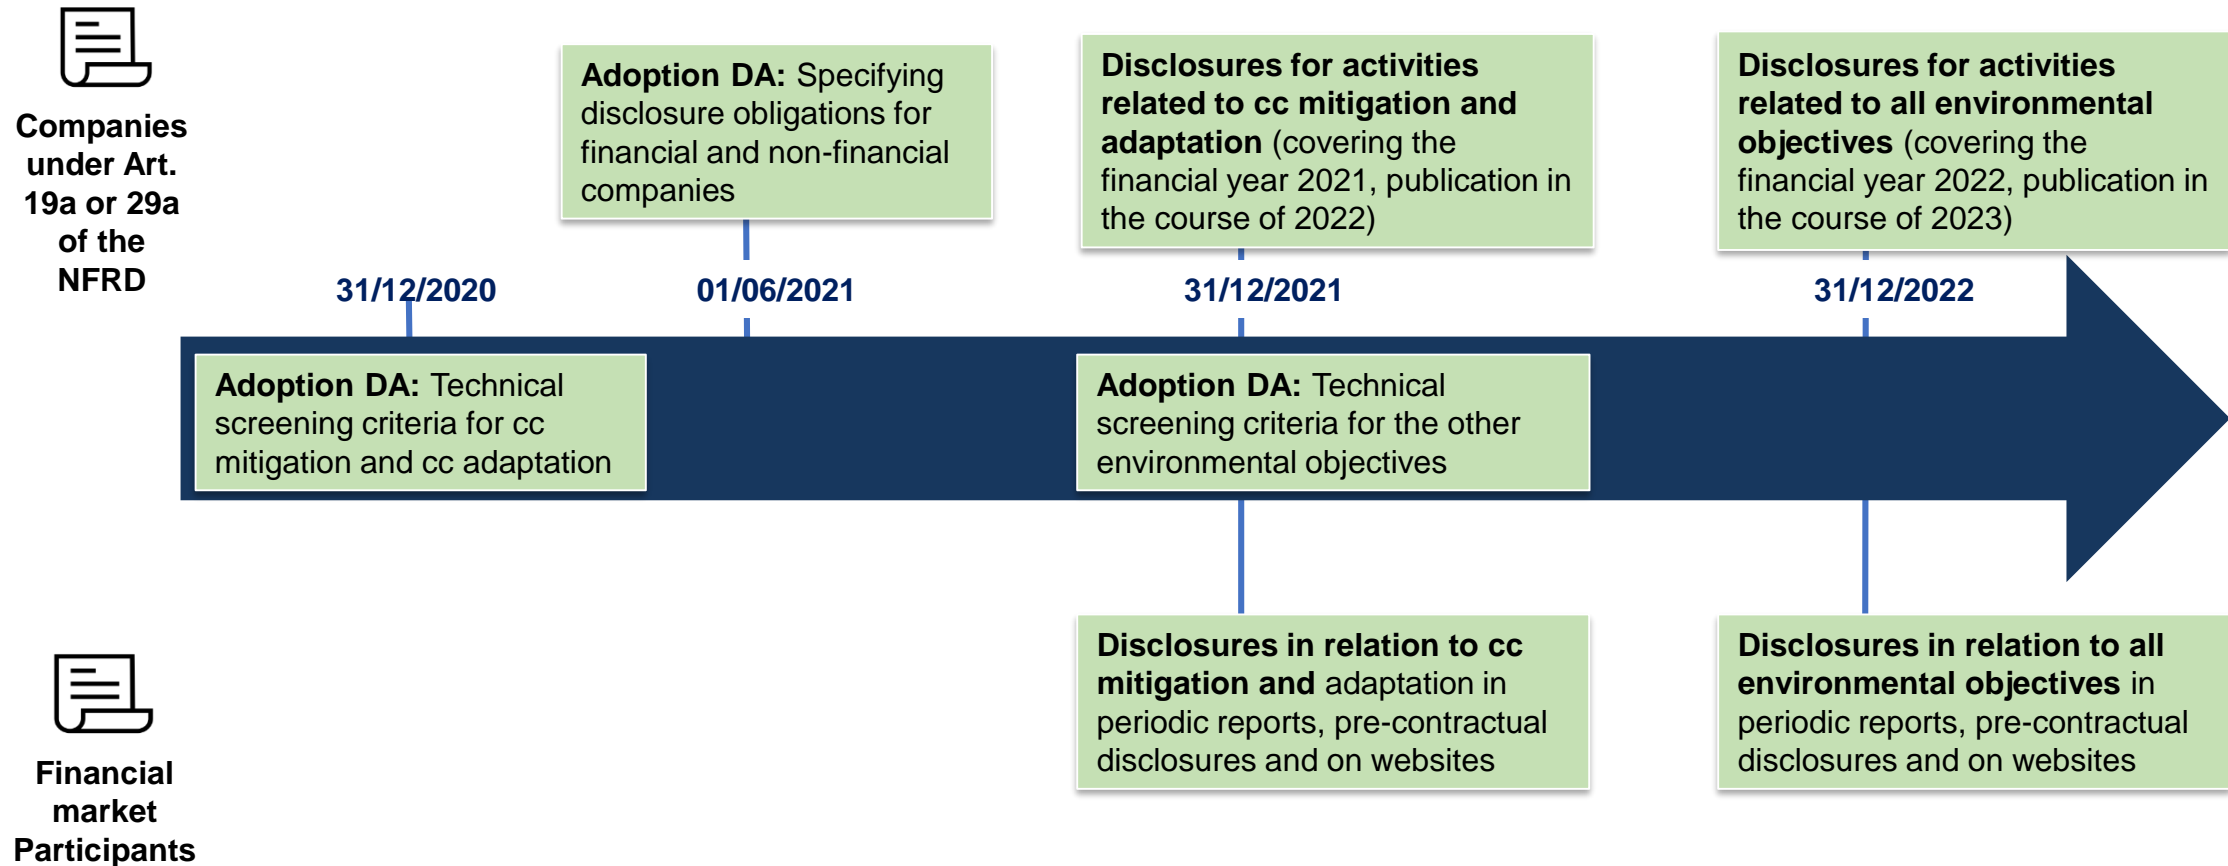 Companies
under Art.
19a or 29a
of the
NFRD
Adoption DA: Specifying
disclosure obligations for
financial and non-financial
companies
Disclosures for activities
related to cc mitigation and
adaptation (covering the
financial year 2021, publication in
the course of 2022)
Disclosures for activities
related to all environmental
objectives (covering the
financial year 2022, publication in
the course of 2023)
31/12/2020
01/06/2021
31/12/2021
31/12/2022
Adoption DA: Technical
screening criteria for cc
mitigation and cc adaptation
Adoption DA: Technical
screening criteria for the other
environmental objectives
Financial
market
Participants
Disclosures in relation to cc
mitigation and adaptation in
periodic reports, pre-contractual
disclosures and on websites
Disclosures in relation to all
environmental objectives in
periodic reports, pre-contractual
disclosures and on websites